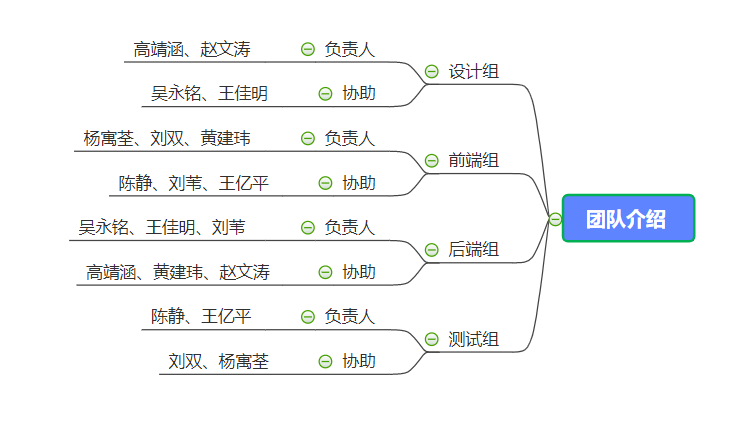 高靖涵、赵文涛 负责人
设计组
吴永铭、王佳明 协助
杨寓荃、刘双、黄建玮 负责人
前端组
陈静、刘苇、王亿平 协助
团队介绍
吴永铭、王佳明、刘苇 负责人
后端组
高靖涵、黄建玮、赵文涛 协助
陈静、王亿平 负责人
测试组
刘双、杨寓荃 协助